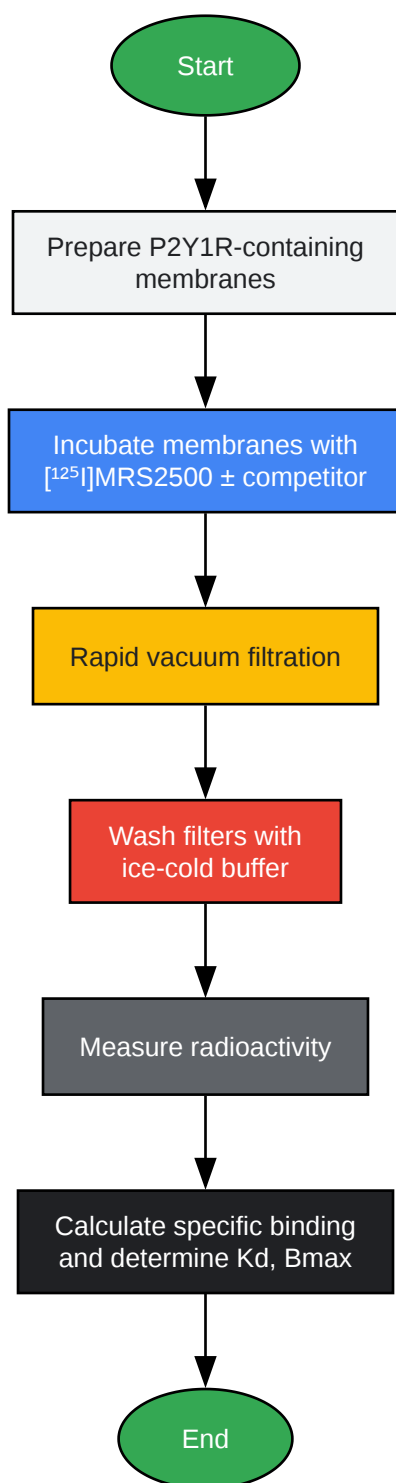 Start
Prepare P2Y1R-containing
membranes
Incubate membranes with
[¹²⁵I]MRS2500 ± competitor
Rapid vacuum filtration
Wash filters with
ice-cold buffer
Measure radioactivity
Calculate specific binding
and determine Kd, Bmax
End